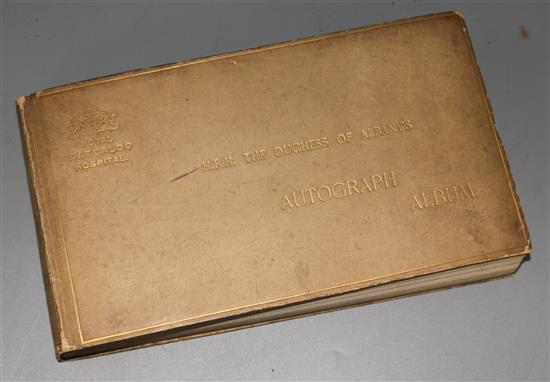 ROYAL
WATERLOO
HOSPITAL
H.R.H. THE DUCHESS OF ALBANY'S
AUTOGRAPH
ALBUM